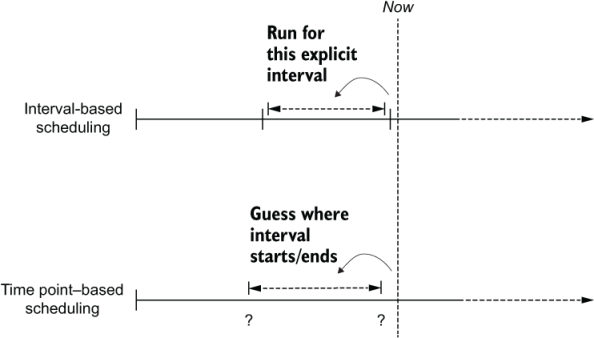 Now
Run for
this explicit
interval
Interval-based
scheduling
Guess where
interval
starts/ends
Time point–based
scheduling
?
?